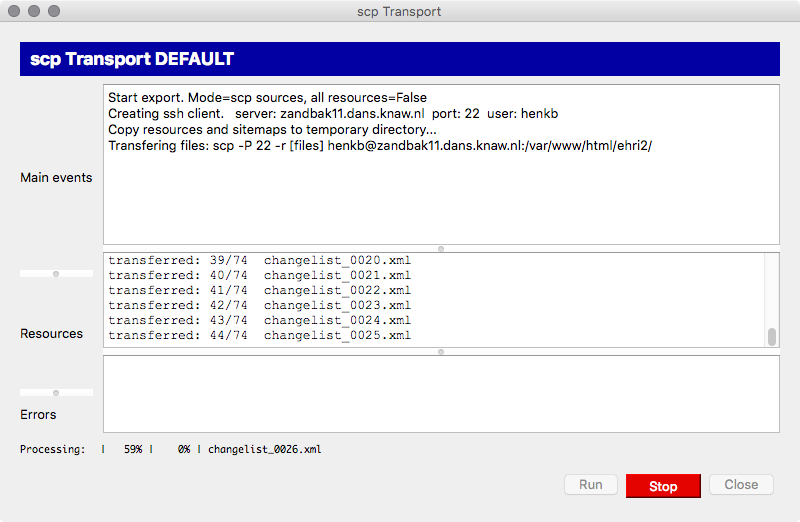 scp Transport
scp Transport DEFAULT
Main events
Start export. Mode=scp sources, all resources=False
Creating ssh client.   server: zandbak11.dans.knaw.nl  port: 22  user: henkb
Copy resources and sitemaps to temporary directory...
Transfering files: scp -P 22 -r [files] henkb@zandbak11.dans.knaw.nl:/var/www/html/ehri2/
Resources
transferred: 39/74  changelist_0020.xml
transferred: 40/74  changelist_0021.xml
transferred: 41/74  changelist_0022.xml
transferred: 42/74  changelist_0023.xml
transferred: 43/74  changelist_0024.xml
transferred: 44/74  changelist_0025.xml
Errors
Processing:  |   59% |    0% | changelist_0026.xml
Run Stop Close